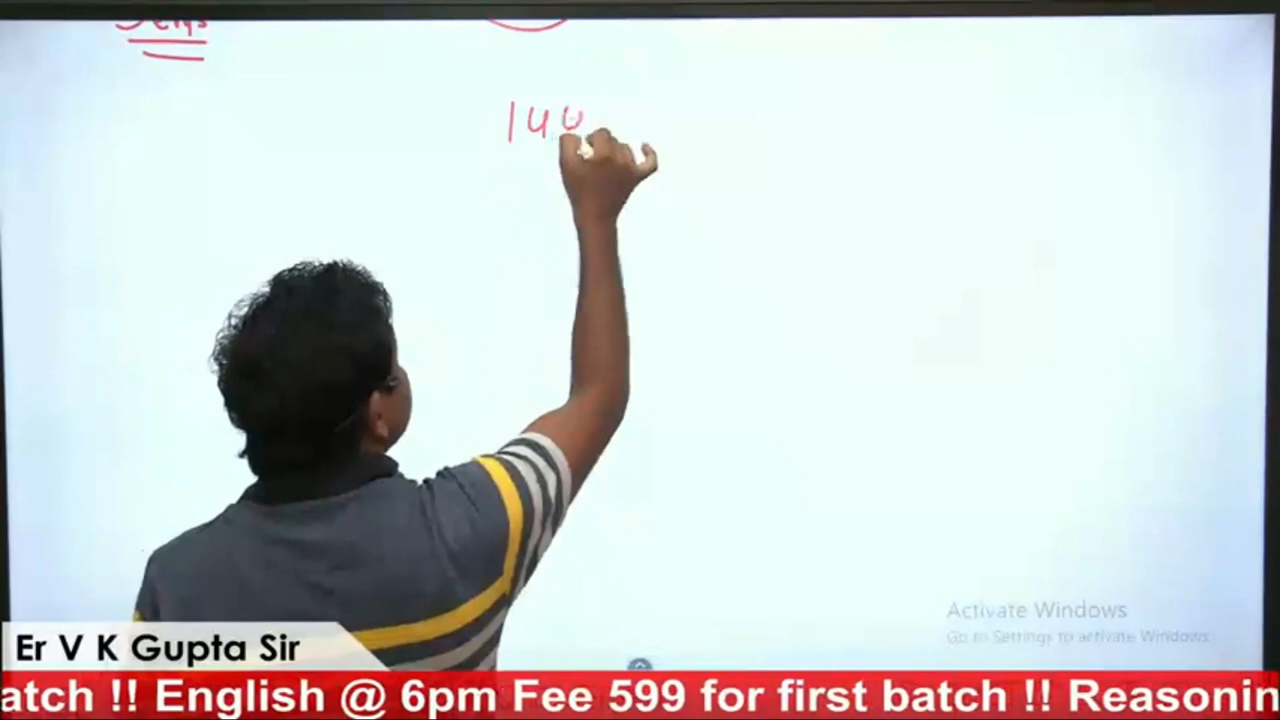 144
Activate Windows
Go to Settings to activate Windows.
Er V K Gupta Sir
atch !! English @ 6pm Fee 599 for first batch !! Reasonin